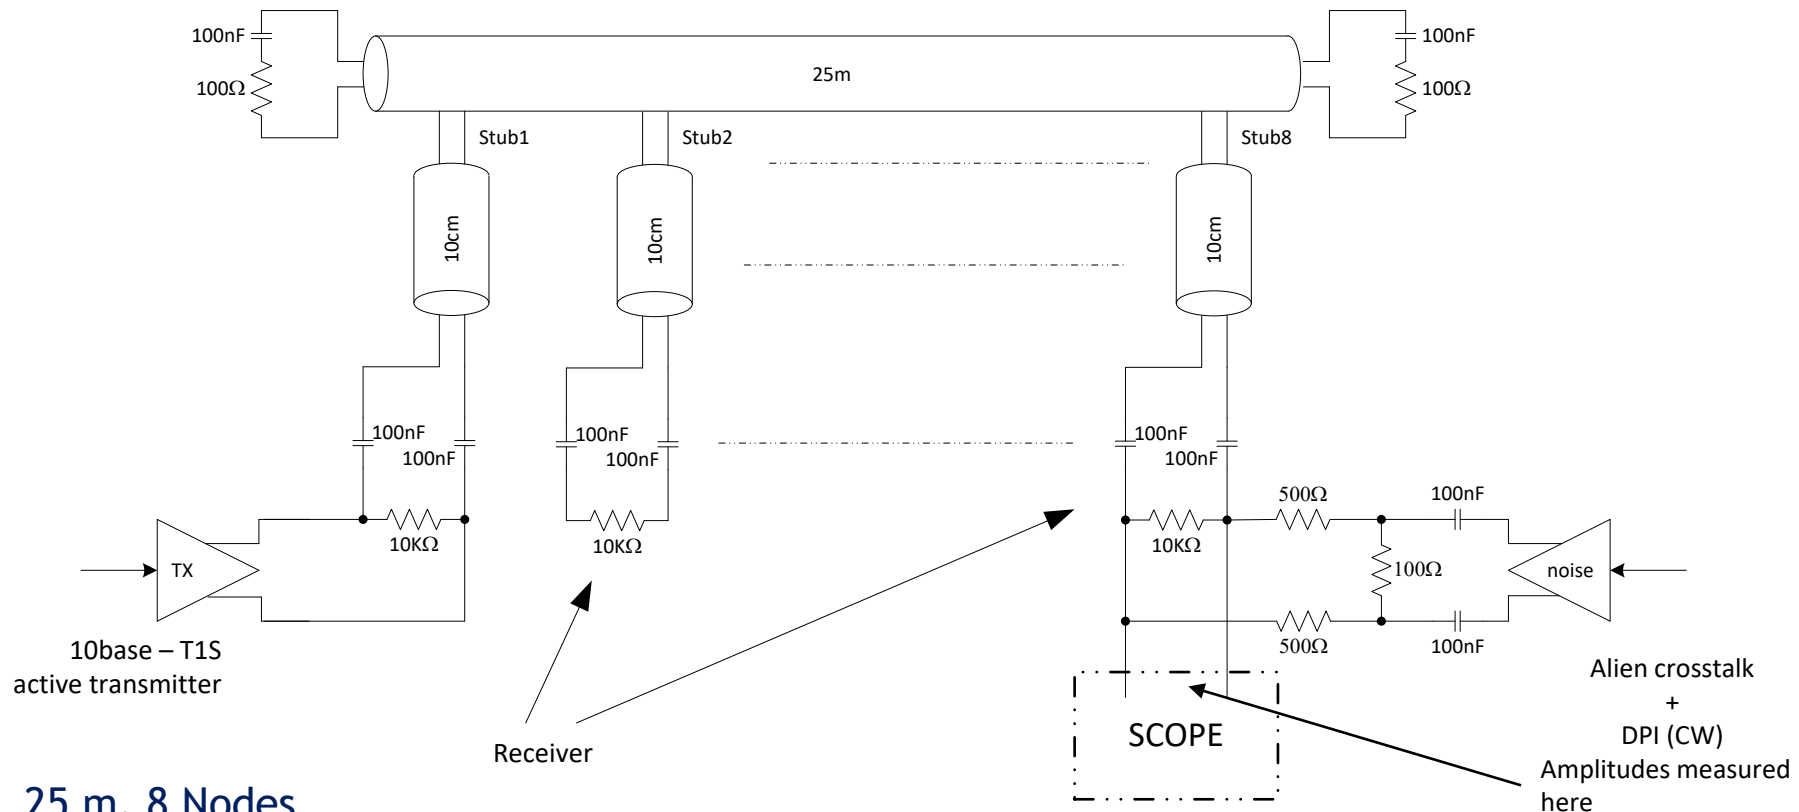 100nF
100Ω
25m
100nF
100Ω
Stub1
Stub2
Stub8
10cm
10cm
10cm
100nF
100nF
10KΩ
100nF
100nF
10KΩ
100nF
100nF
10KΩ
500Ω
500Ω
100Ω
100nF
100nF
TX
noise
10base – T1S
active transmitter
Receiver
SCOPE
Alien crosstalk
+
DPI (CW)
Amplitudes measured
here
25 m, 8 Nodes